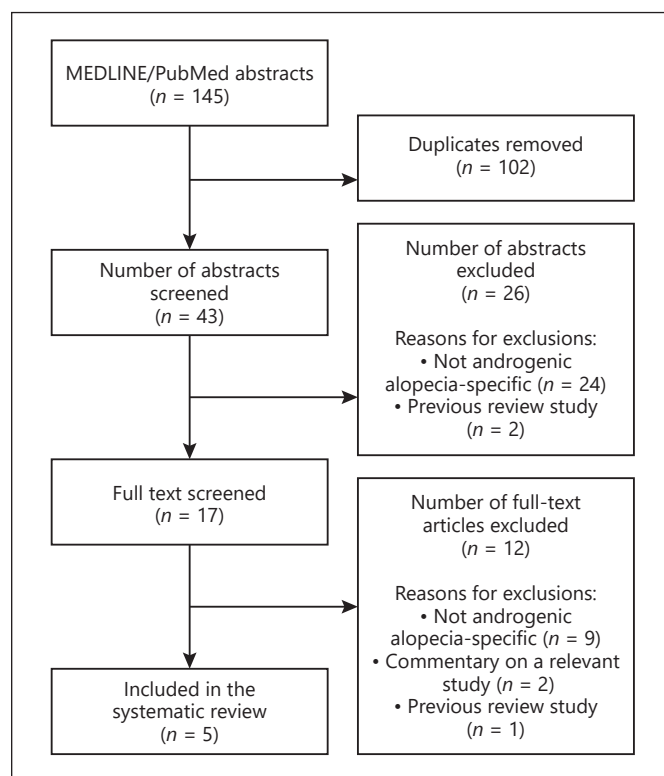 MEDLINE/PubMed abstracts
(n = 145)
Duplicates removed
(n = 102)
Number of abstracts
screened
(n = 43)
Number of abstracts
excluded
(n = 26)
Reasons for exclusions:
• Not androgenic
alopecia-specific (n = 24)
• Previous review study
(n = 2)
Full text screened
(n = 17)
Number of full-text
articles excluded
(n = 12)
Reasons for exclusions:
• Not androgenic
alopecia-specific (n = 9)
• Commentary on a relevant
study (n = 2)
• Previous review study
(n = 1)
Included in the
systematic review
(n = 5)